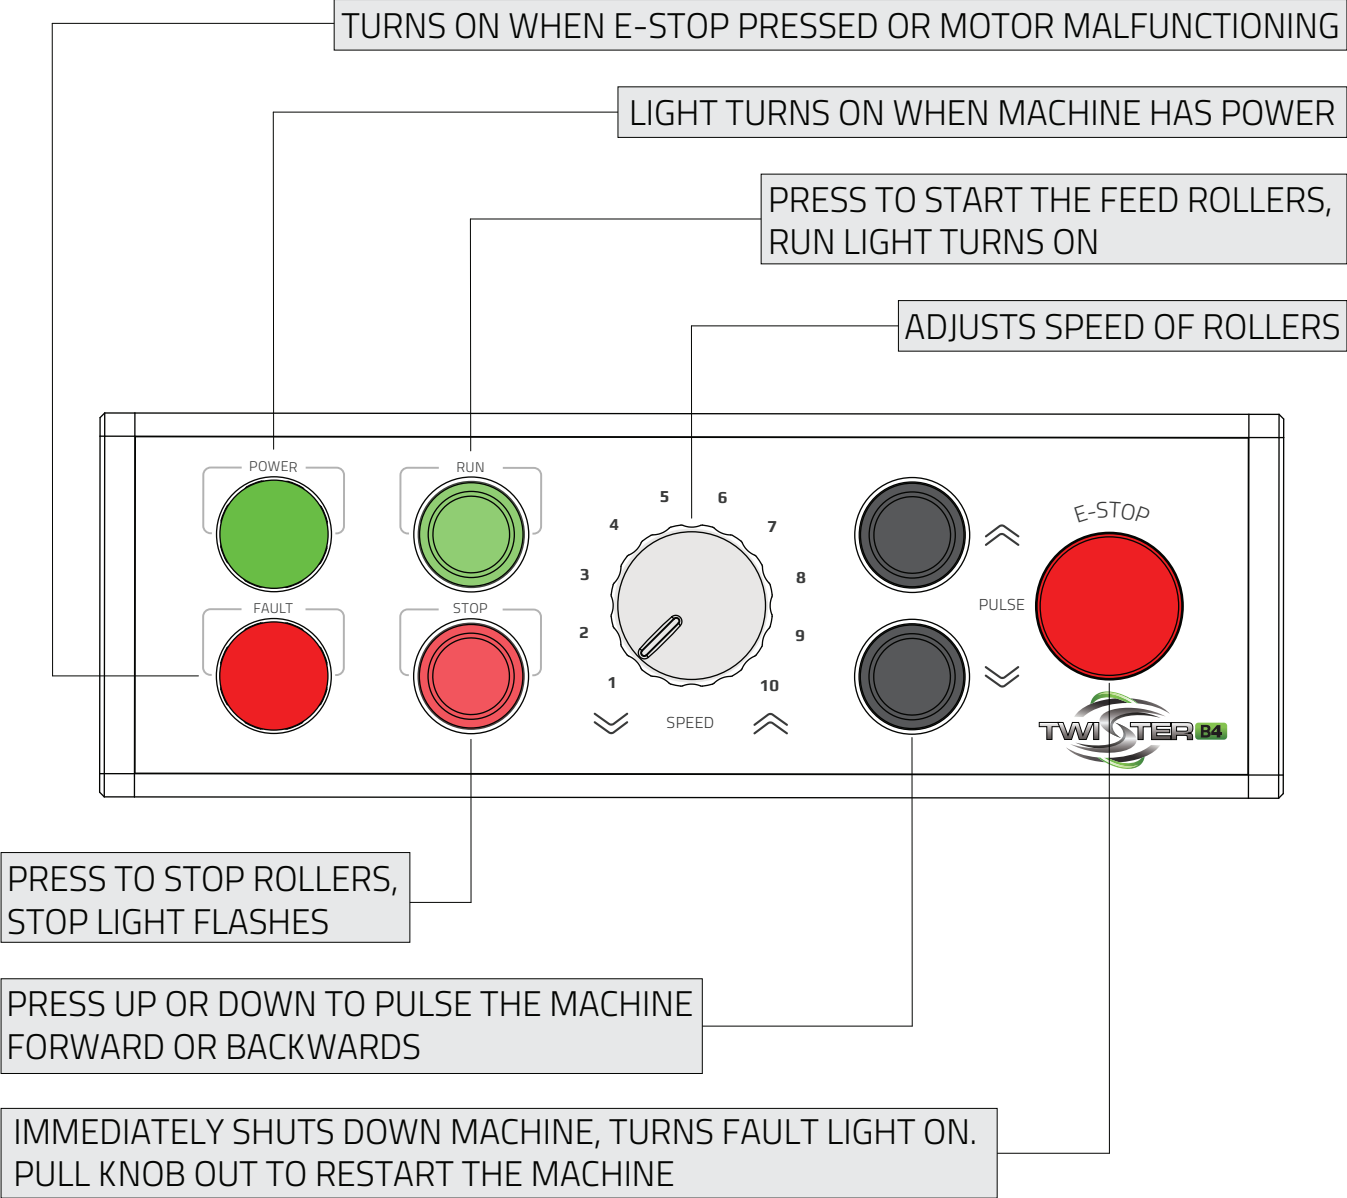 TURNS ON WHEN E-STOP PRESSED OR MOTOR MALFUNCTIONING
LIGHT TURNS ON WHEN MACHINE HAS POWER
PRESS TO START THE FEED ROLLERS,
RUN LIGHT TURNS ON
ADJUSTS SPEED OF ROLLERS
POWER
RUN
FAULT
STOP
5
6
4
7
3
8
2
9
1
10
SPEED
PULSE
E-STOP
TWISTER B4
PRESS TO STOP ROLLERS,
STOP LIGHT FLASHES
PRESS UP OR DOWN TO PULSE THE MACHINE
FORWARD OR BACKWARDS
IMMEDIATELY SHUTS DOWN MACHINE, TURNS FAULT LIGHT ON.
PULL KNOB OUT TO RESTART THE MACHINE